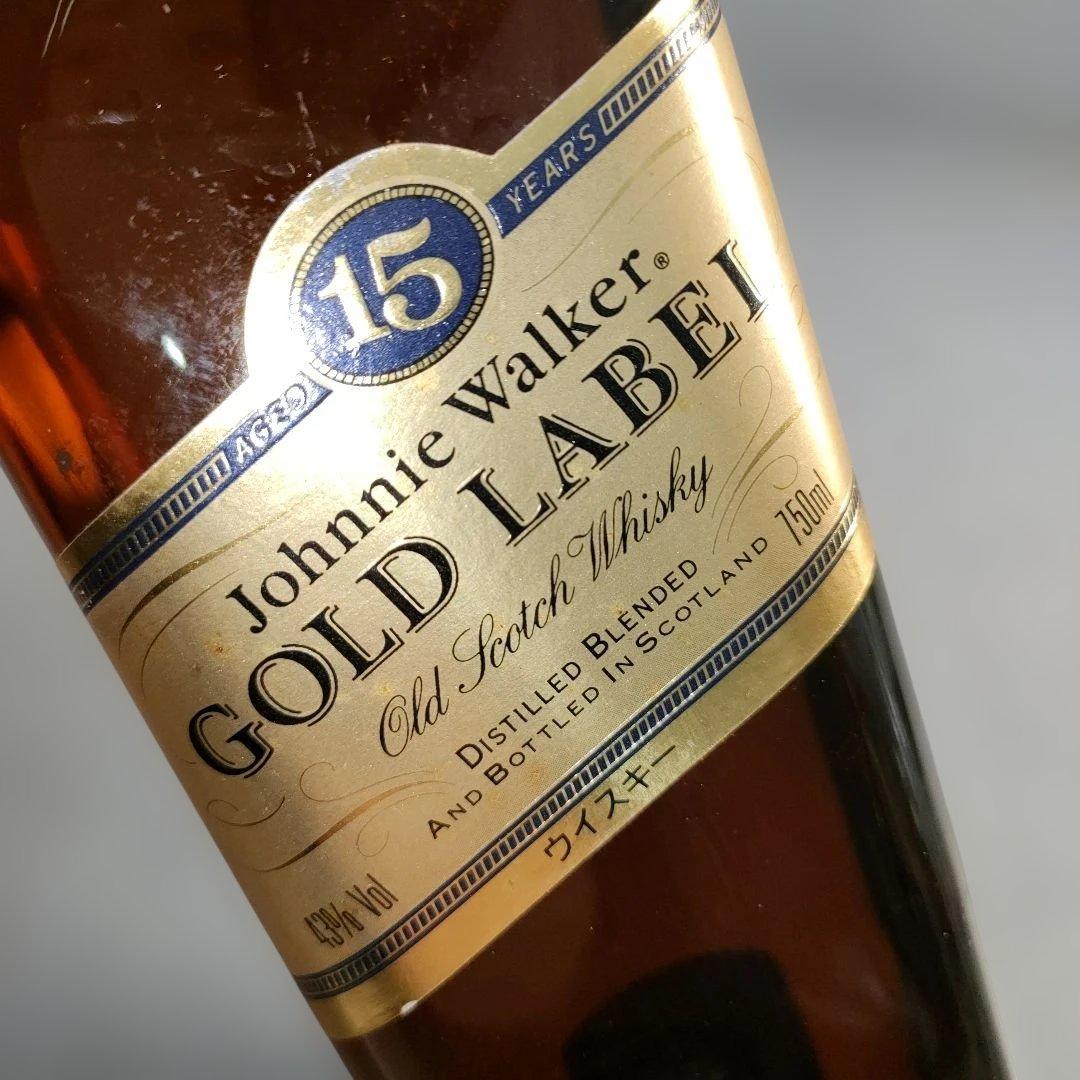 AGED 15 YEARS
Johnnie Walker®
GOLD LABEL
Old Scotch Whisky
DISTILLED BLENDED
AND BOTTLED IN SCOTLAND
43% Vol
750ml
ウイスキー